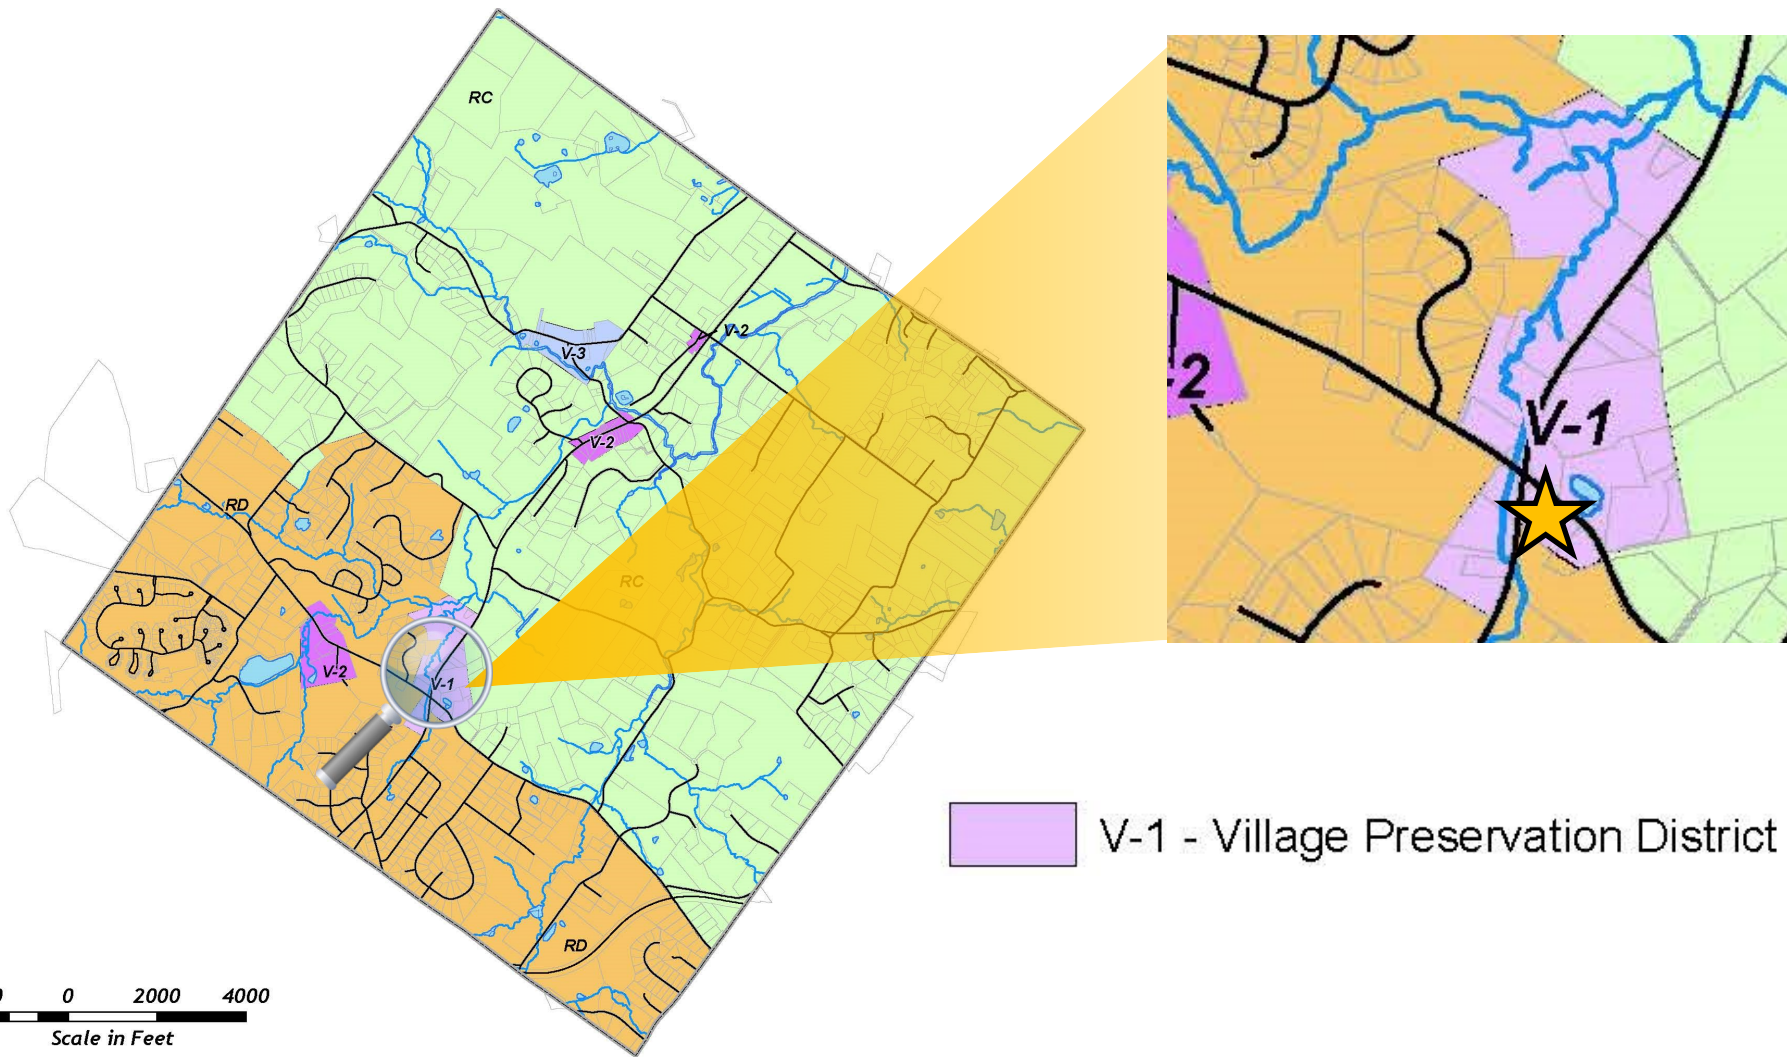 RC
V-2
V-3
V-2
RD
RC
V-2
V-1
RD
0 2000 4000
Scale in Feet
-2
V-1
V-1 - Village Preservation District